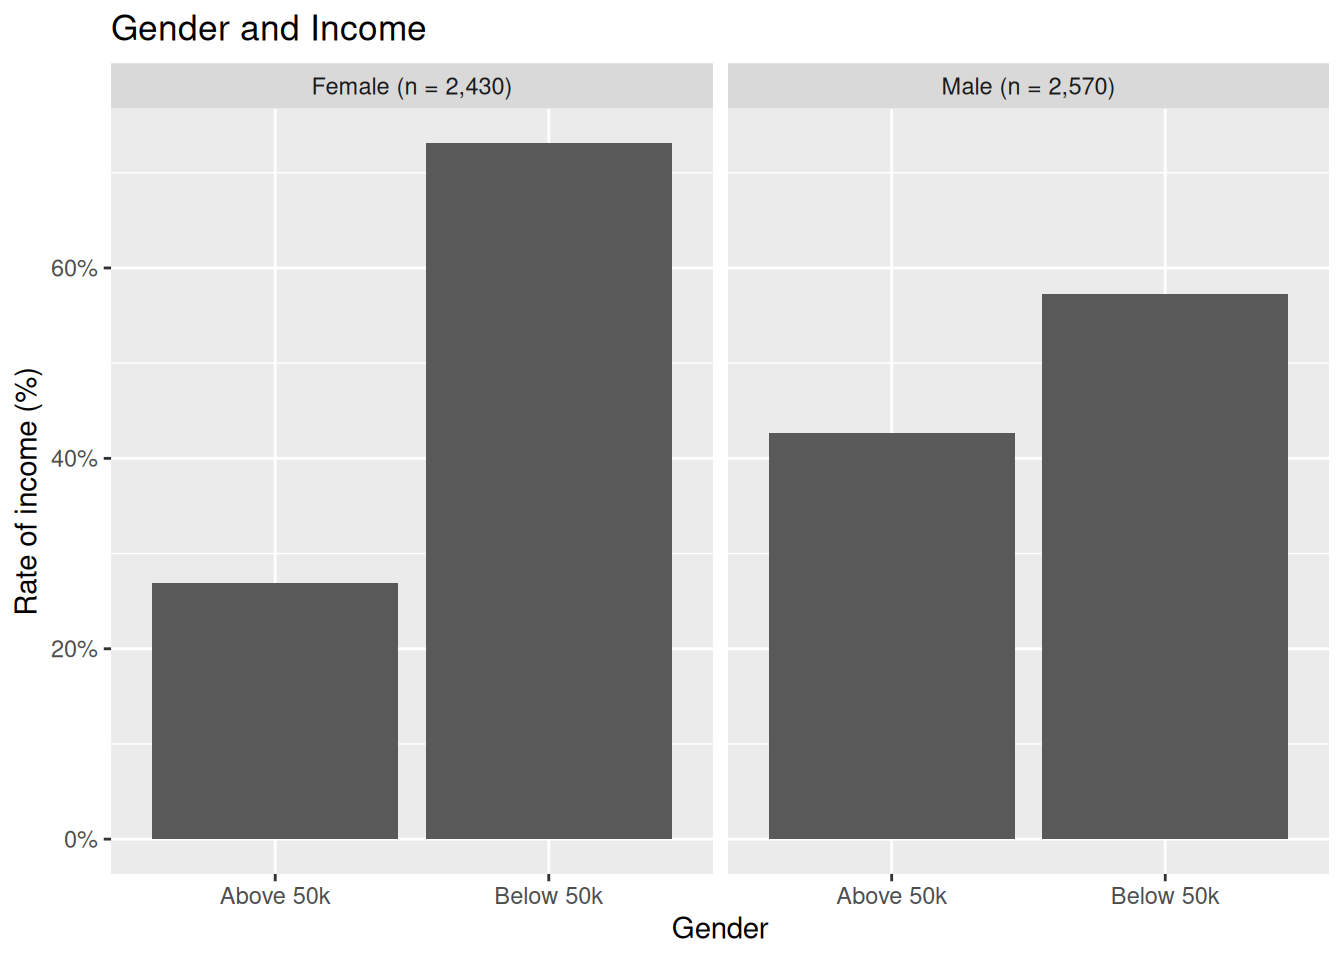 Gender and Income
Female (n = 2,430)
Male (n = 2,570)
Rate of income (%)
60%
40%
20%
0%
Above 50k
Below 50k
Above 50k
Below 50k
Gender